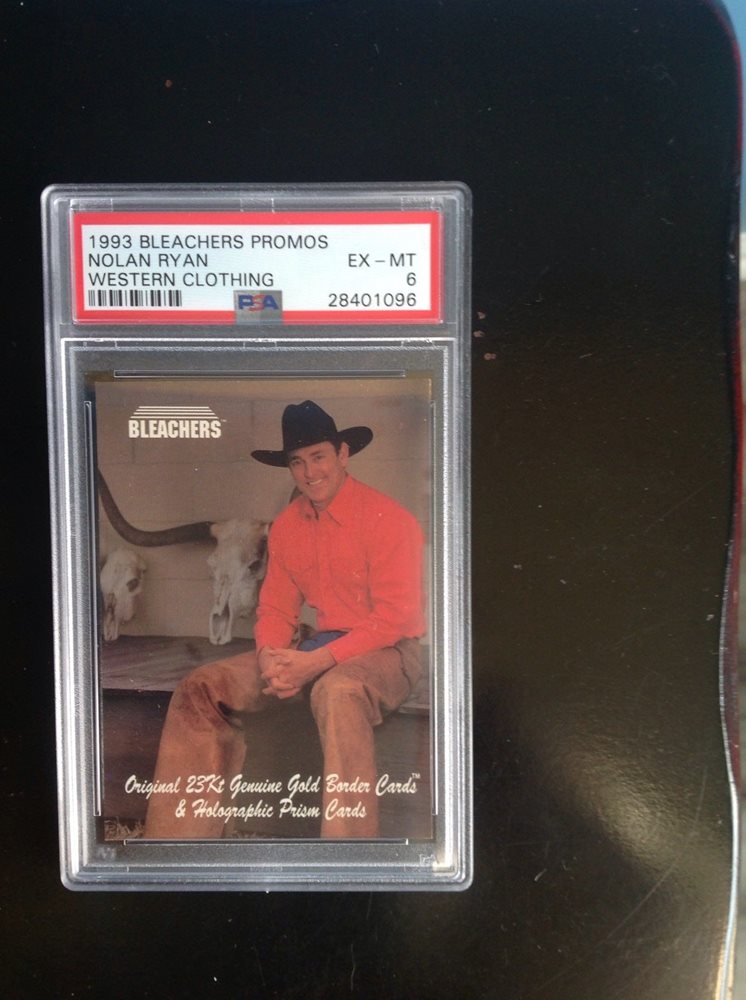 1993 BLEACHERS PROMOS
NOLAN RYAN EX-MT
WESTERN CLOTHING 6
PSA 28401096
BLEACHERS™
Original 23Kt Genuine Gold Border Cards™
& Holographic Prism Cards